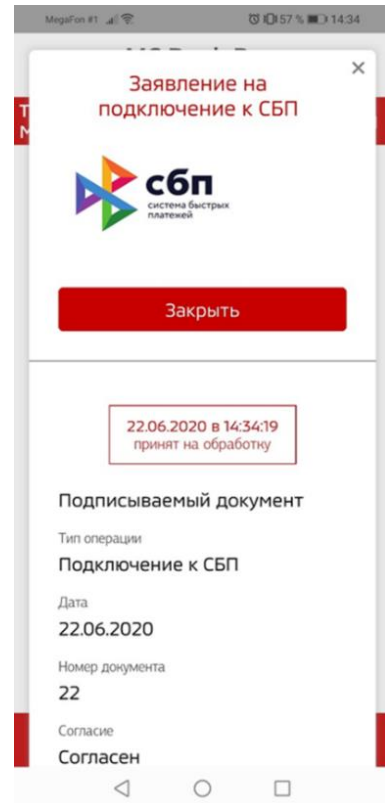 MegaFon #1 57 % 14:34
Заявление на
подключение к СБП
сбп
система быстрых
платежей
Закрыть
22.06.2020 в 14:34:19
принят на обработку
Подписываемый документ
Тип операции
Подключение к СБП
Дата
22.06.2020
Номер документа
22
Согласие
Согласен